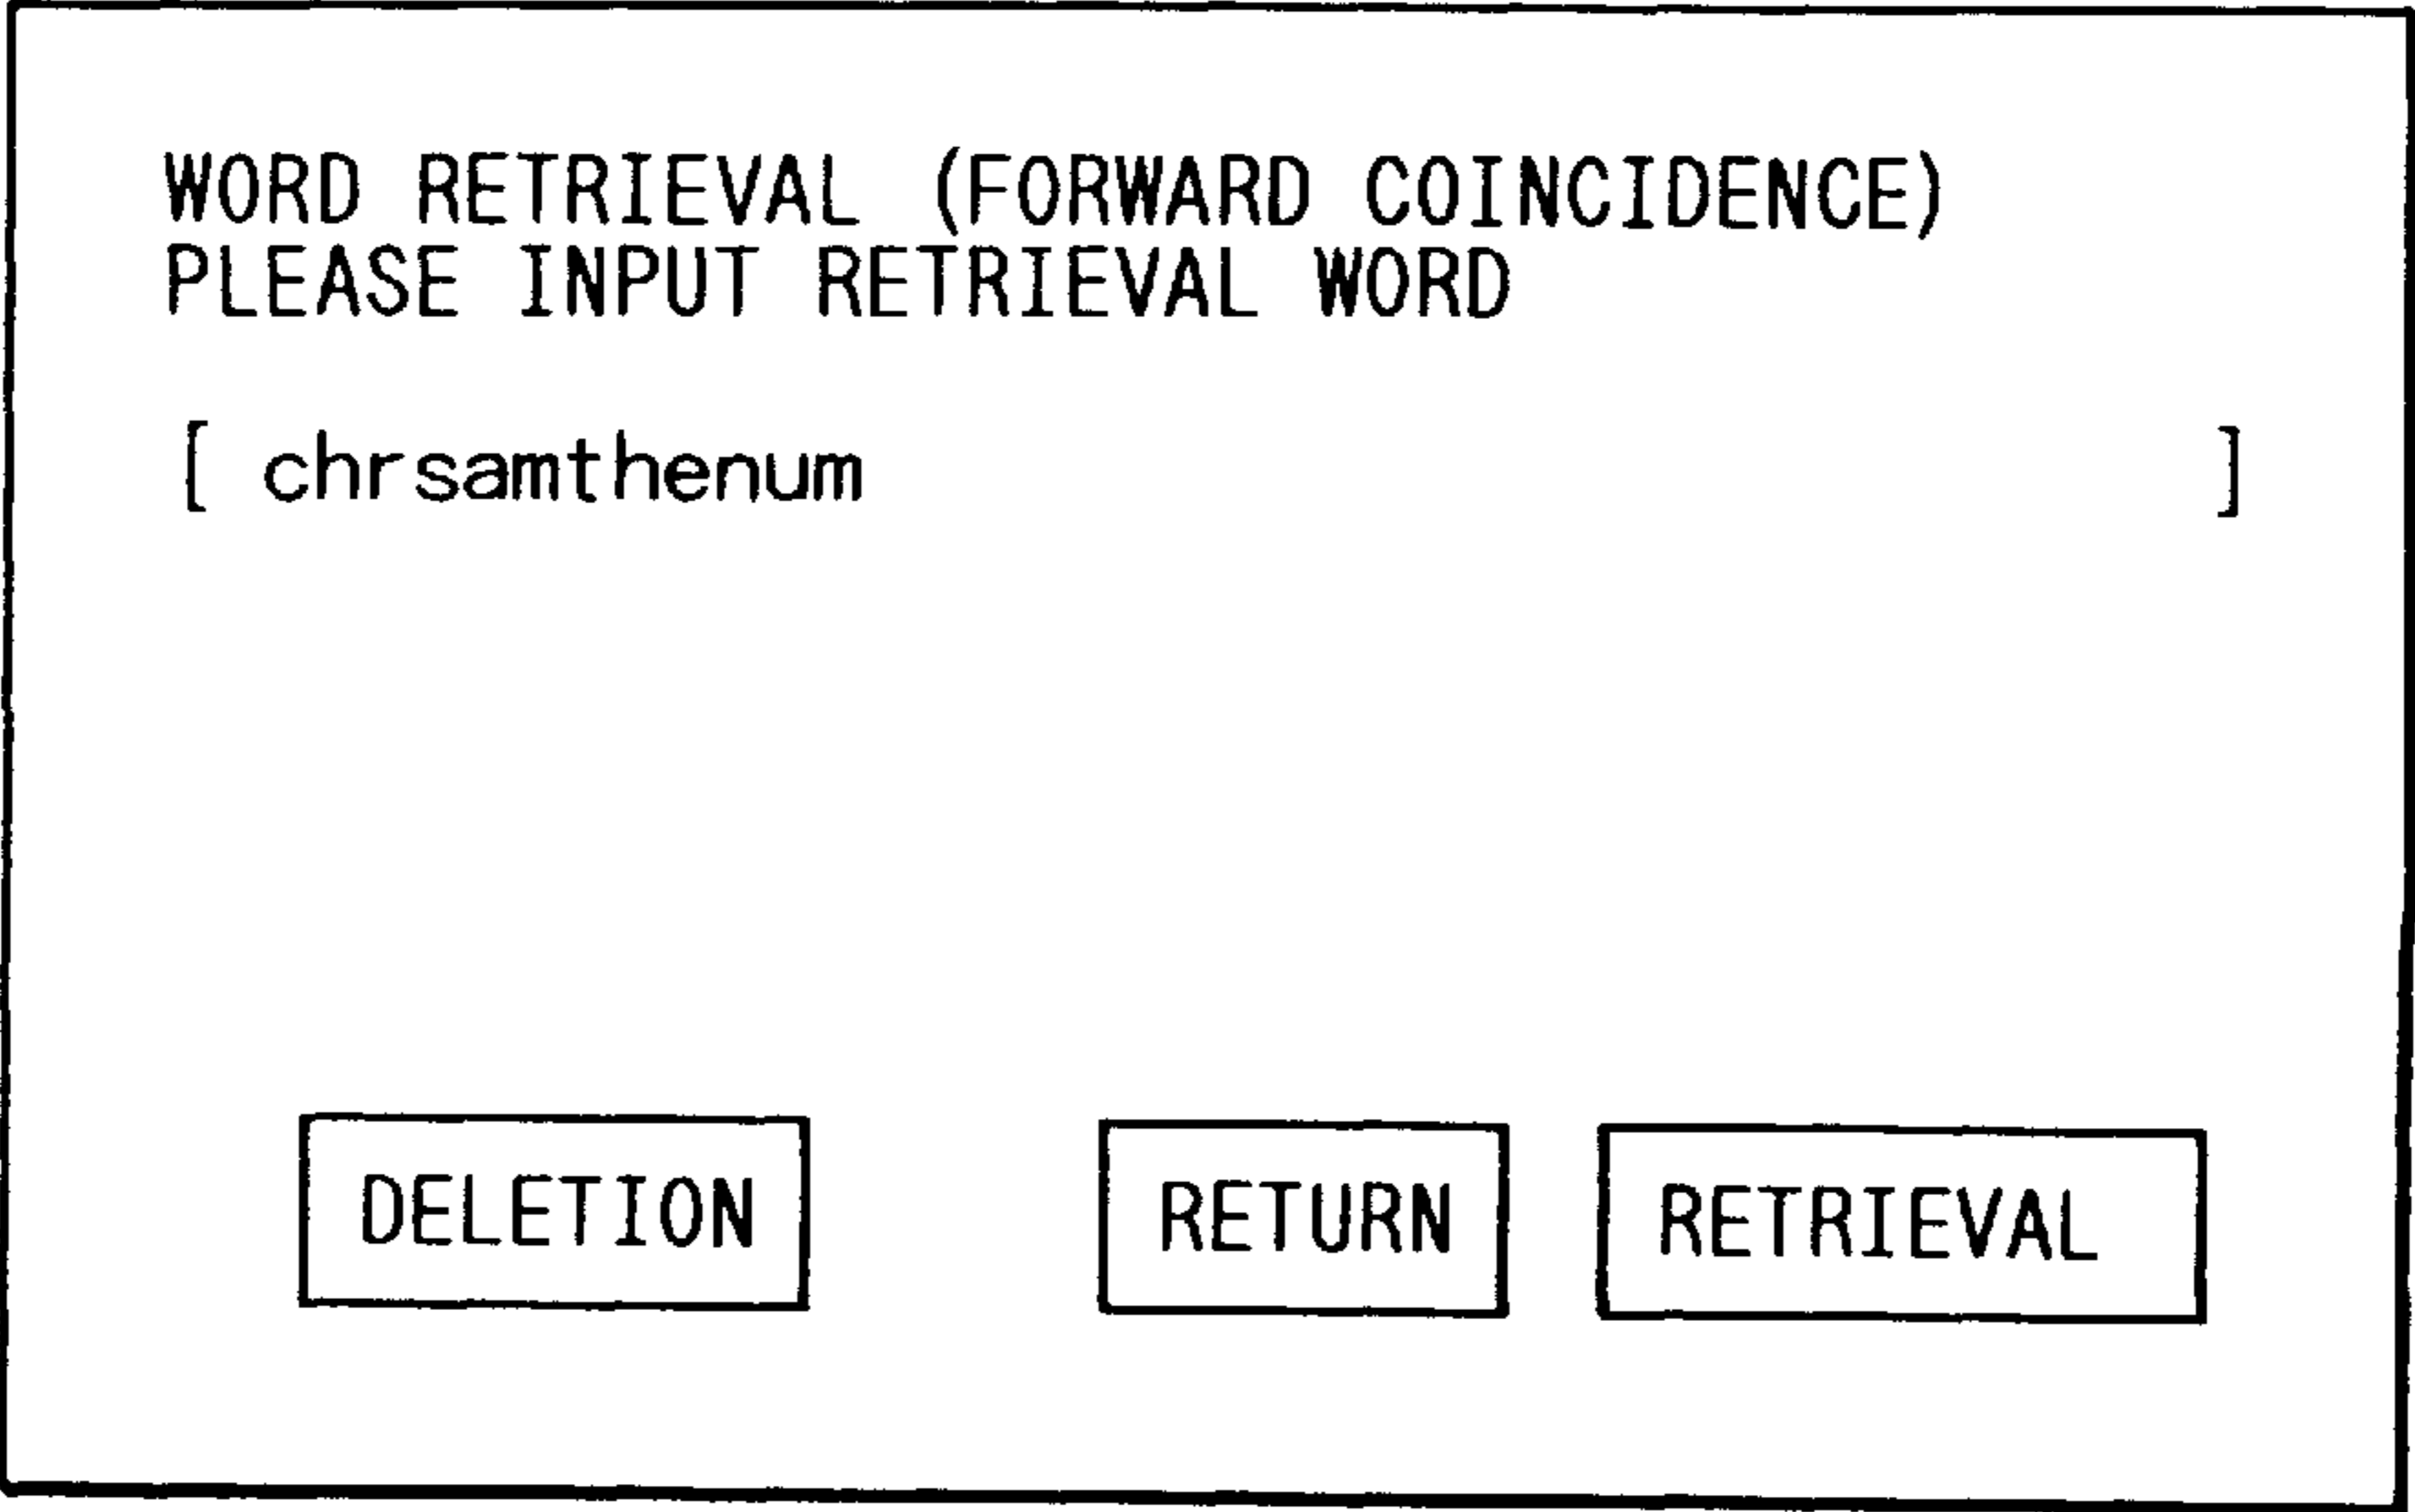 WORD RETRIEVAL (FORWARD COINCIDENCE)
PLEASE INPUT RETRIEVAL WORD
[ chrsamthenum ]
DELETION RETURN RETRIEVAL